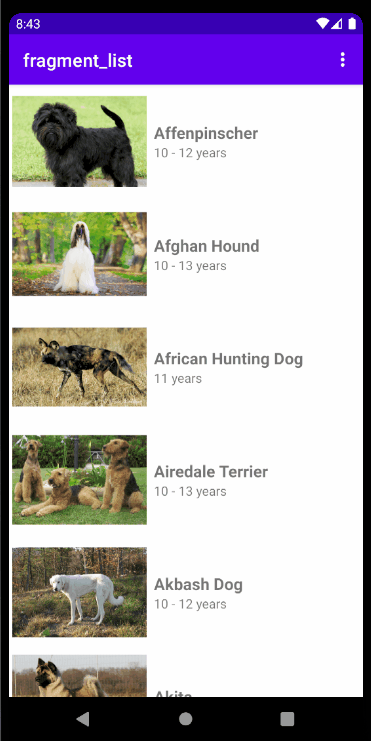 8:43
fragment_list
Affenpinscher
10 - 12 years
Afghan Hound
10 - 13 years
African Hunting Dog
11 years
Airedale Terrier
10 - 13 years
Akbash Dog
10 - 12 years
Akita